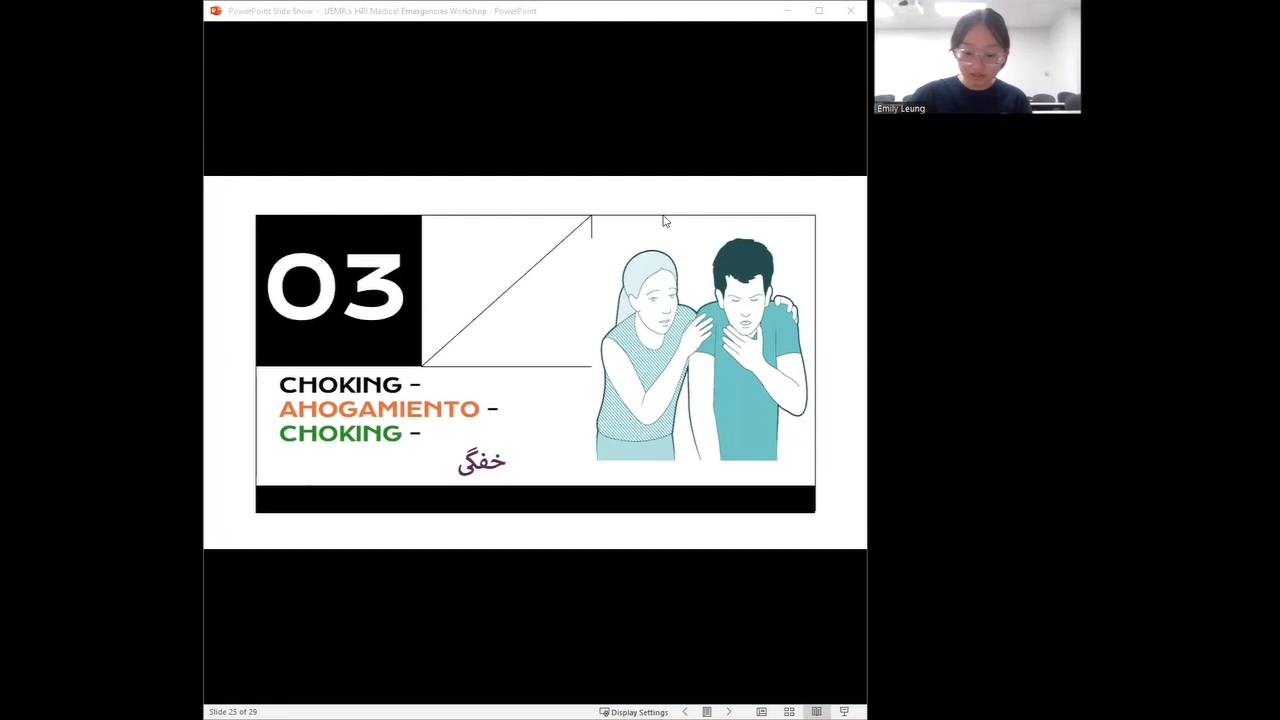 PowerPoint Slide Show - UEMR x HiRI Medical Emergencies Workshop - PowerPoint
Emily Leung
03
CHOKING -
AHOGAMIENTO -
CHOKING -
خفگی
Slide 25 of 29
Display Settings